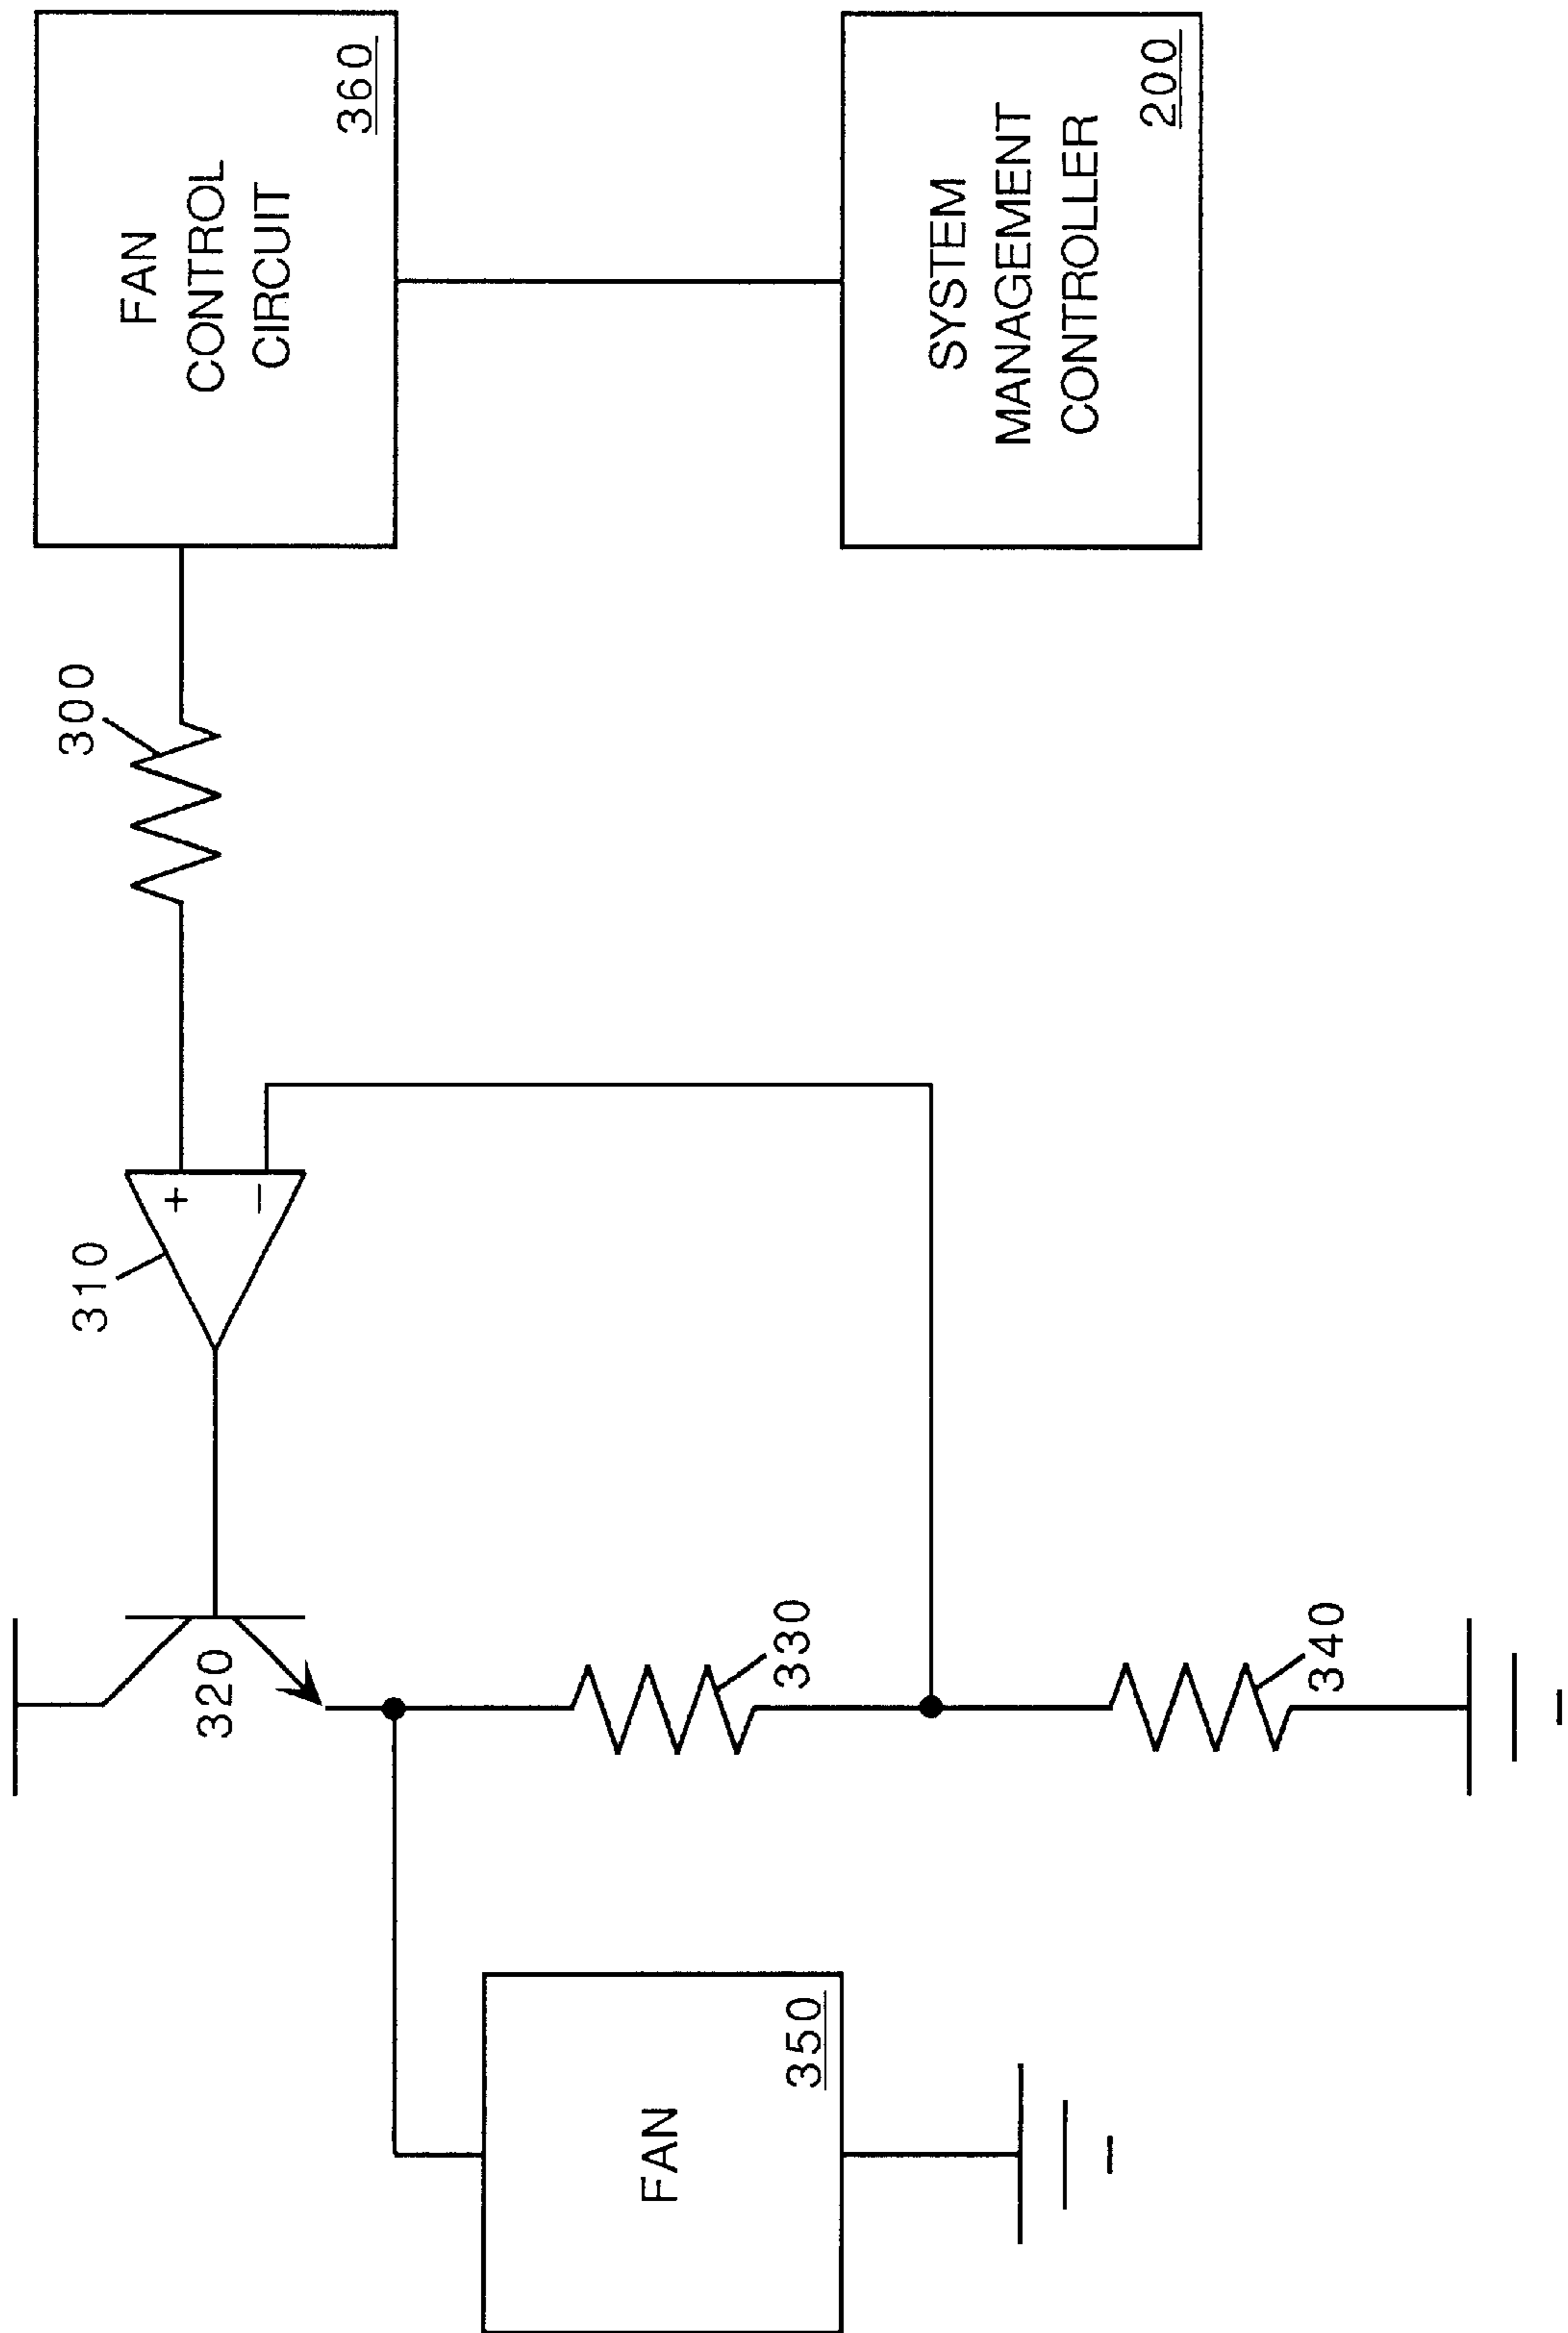 FAN
CONTROL
CIRCUIT
360
SYSTEM
MANAGEMENT
CONTROLLER
200
300
310
+
−
320
330
340
FAN
350